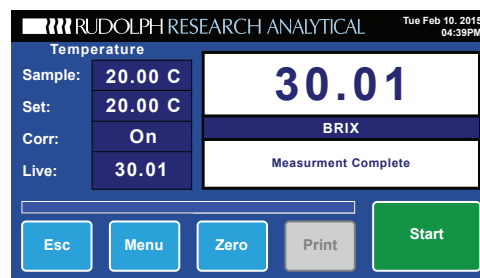 RUDOLPH RESEARCH ANALYTICAL
Tue Feb 10. 2015
04:39PM
Temperature
Sample: 20.00 C
Set: 20.00 C
Corr: On
Live: 30.01
30.01
BRIX
Measurment Complete
Esc
Menu
Zero
Print
Start